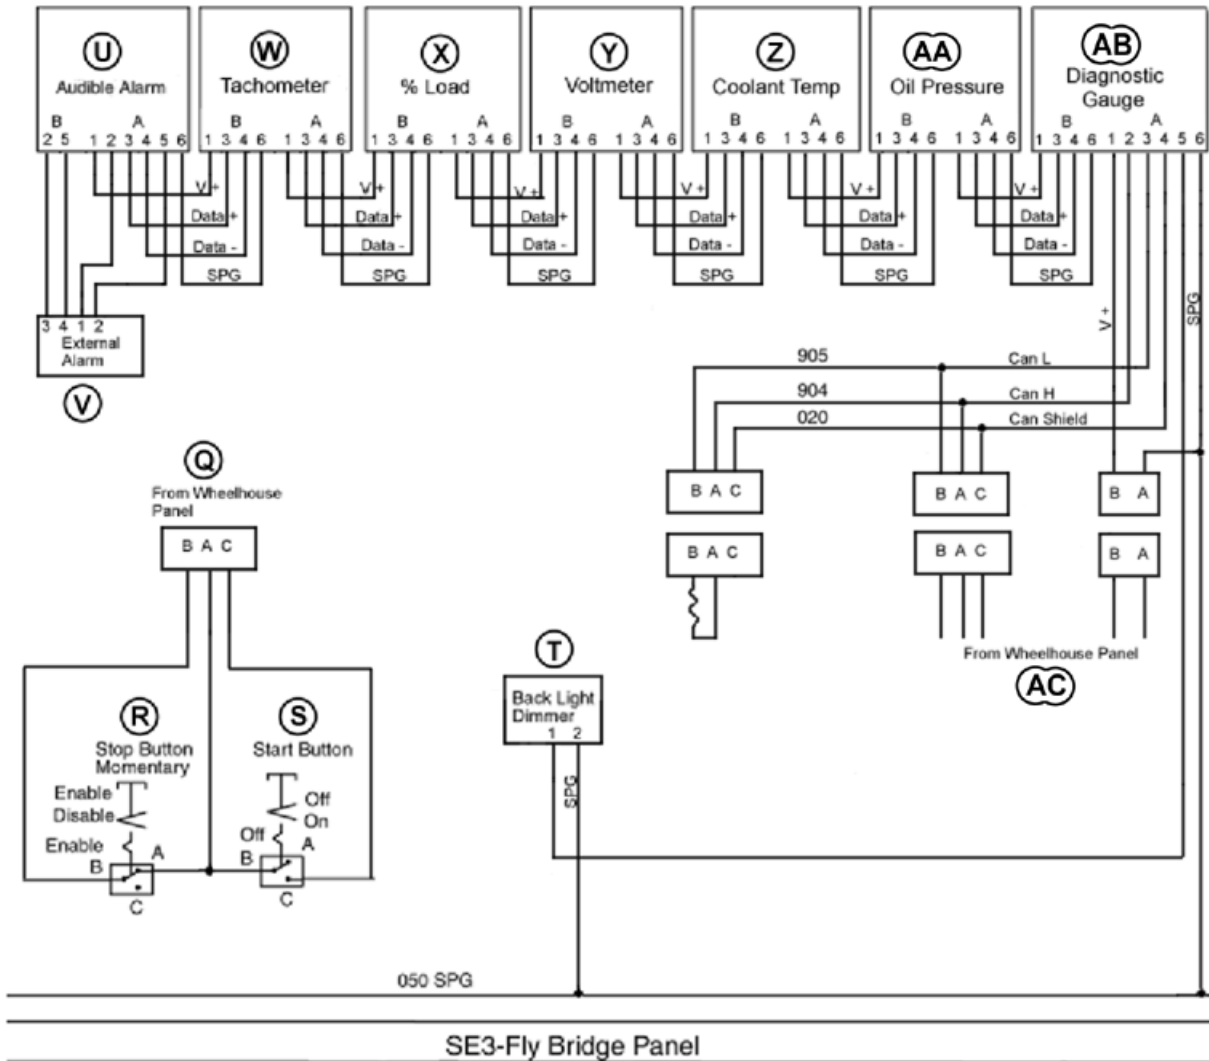 U W X Y Z AA AB
Audible Alarm Tachometer % Load Voltmeter Coolant Temp Oil Pressure Diagnostic
Gauge
B A B A B A B A B A B A B A
2 5 1 2 3 4 5 6 1 3 4 6 1 3 4 6 1 3 4 6 1 3 4 6 1 3 4 6 1 3 4 6 1 3 4 6 1 3 4 6 1 3 4 6 1 3 4 6 1 3 4 6 1 2 3 4 5 6
V + V + V + V + V + V +
Data + Data + Data + Data + Data + Data +
Data - Data - Data - Data - Data - Data -
SPG SPG SPG SPG SPG SPG
V +
SPG
3 4 1 2
External
Alarm
V
905 Can L
904 Can H
020 Can Shield
B A C B A C B A
B A C B A C B A
From Wheelhouse Panel
AC
Q
From Wheelhouse
Panel
B A C
R
Stop Button
Momentary
Enable
Disable
Enable
B A
C
S
Start Button
Off
On
Off
B A
C
T
Back Light
Dimmer
1 2
SPG
050 SPG
SE3-Fly Bridge Panel